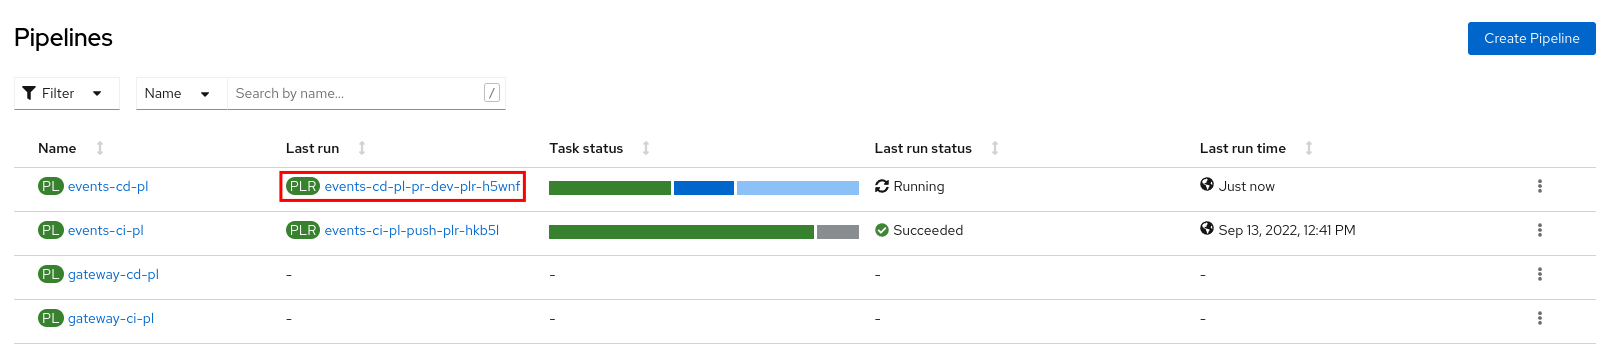 Pipelines
Create Pipeline
Filter Name Search by name... /
Name Last run Task status Last run status Last run time
PL events-cd-pl PLR events-cd-pl-pr-dev-plr-h5wnf Running Just now
PL events-ci-pl PLR events-ci-pl-push-plr-hkb5l Succeeded Sep 13, 2022, 12:41 PM
PL gateway-cd-pl - - - -
PL gateway-ci-pl - - - -